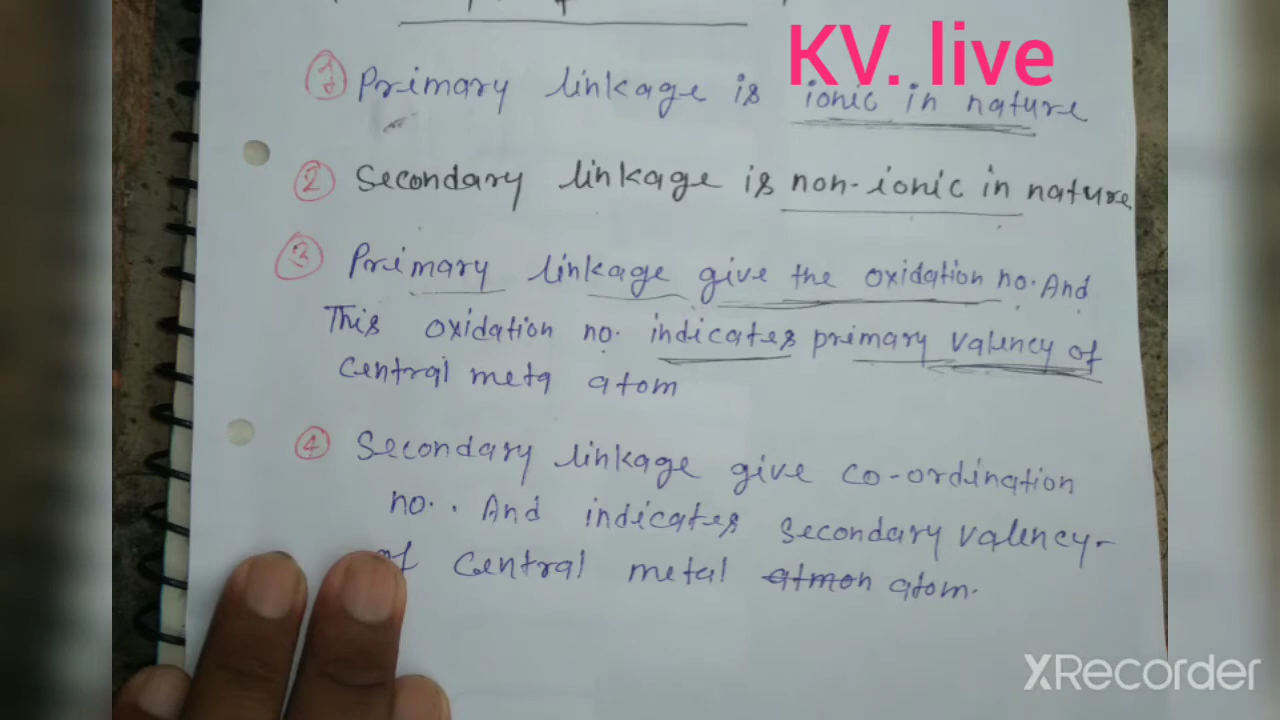 KV. live
① Primary linkage is ionic in nature
② Secondary linkage is non-ionic in nature
③ Primary linkage give the oxidation no. And
This oxidation no. indicates primary valency of
central meta atom
④ Secondary linkage give co-ordination
no.. And indicates secondary valency-
of central metal atmon atom.
XRecorder